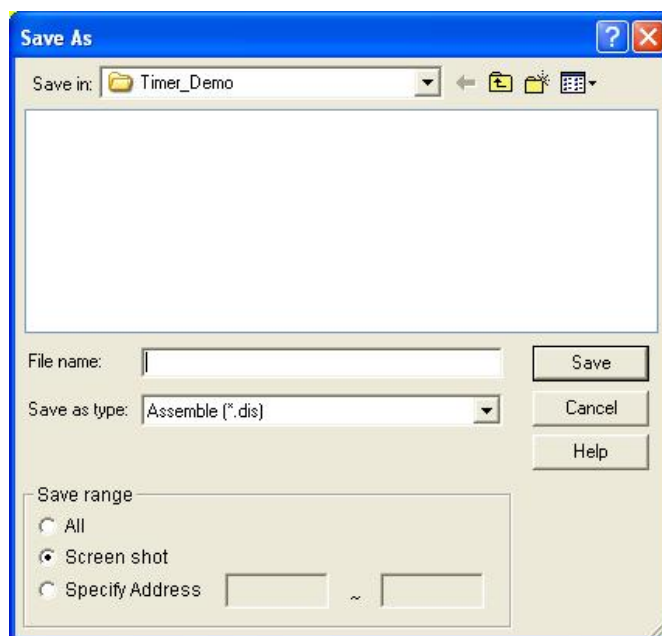 Save As
Save in: Timer_Demo
File name:
Save
Save as type: Assemble (*.dis)
Cancel
Help
Save range
All
Screen shot
Specify Address ~